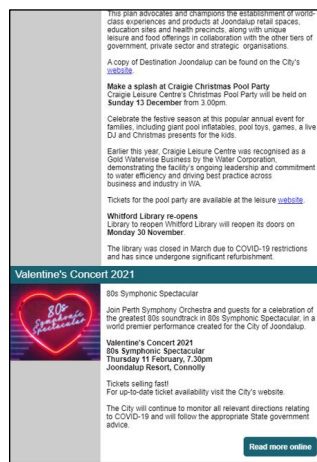 This plan advocates and champions the establishment of world-
class experiences and products at Joondalup retail spaces,
education sites and health precincts, along with unique
leisure and food offerings in collaboration with the other tiers of
government, private sector and strategic organisations.
A copy of Destination Joondalup can be found on the City's
website.
Make a splash at Craigie Christmas Pool Party
Craigie Leisure Centre's Christmas Pool Party will be held on
Sunday 13 December from 3.00pm.
Celebrate the festive season at this popular annual event for
families, including giant pool inflatables, pool toys, games, a live
DJ and Christmas presents for the kids.
Earlier this year, Craigie Leisure Centre was recognised as a
Gold Waterwise Business by the Water Corporation,
demonstrating the facility's ongoing leadership and commitment
to water efficiency and driving best practice across
business and industry in WA.
Tickets for the pool party are available at the leisure website.
Whitford Library re-opens
Library to reopen Whitford Library will reopen its doors on
Monday 30 November.
The library was closed in March due to COVID-19 restrictions
and has since undergone significant refurbishment.
Valentine's Concert 2021
80s
Symphonic
Spectacular
80s Symphonic Spectacular
Join Perth Symphony Orchestra and guests for a celebration of
the greatest 80s soundtrack in 80s Symphonic Spectacular, in a
world premier performance created for the City of Joondalup.
Valentine's Concert 2021
80s Symphonic Spectacular
Thursday 11 February, 7.30pm
Joondalup Resort, Connolly
Tickets selling fast!
For up-to-date ticket availability visit the City's website.
The City will continue to monitor all relevant directions relating
to COVID-19 and will follow the appropriate State government
advice.
Read more online